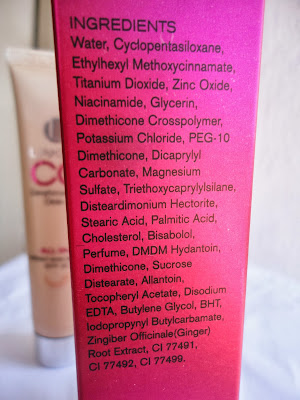 INGREDIENTS
Water, Cyclopentasiloxane,
Ethylhexyl Methoxycinnamate,
Titanium Dioxide, Zinc Oxide,
Niacinamide, Glycerin,
Dimethicone Crosspolymer,
Potassium Chloride, PEG-10
Dimethicone, Dicaprylyl
Carbonate, Magnesium
Sulfate, Triethoxycaprylylsilane,
Disteardimonium Hectorite,
Stearic Acid, Palmitic Acid,
Cholesterol, Bisabolol,
Perfume, DMDM Hydantoin,
Dimethicone, Sucrose
Distearate, Allantoin,
Tocopheryl Acetate, Disodium
EDTA, Butylene Glycol, BHT,
Iodopropynyl Butylcarbamate,
Zingiber Officinale(Ginger)
Root Extract, CI 77491,
CI 77492, CI 77499.